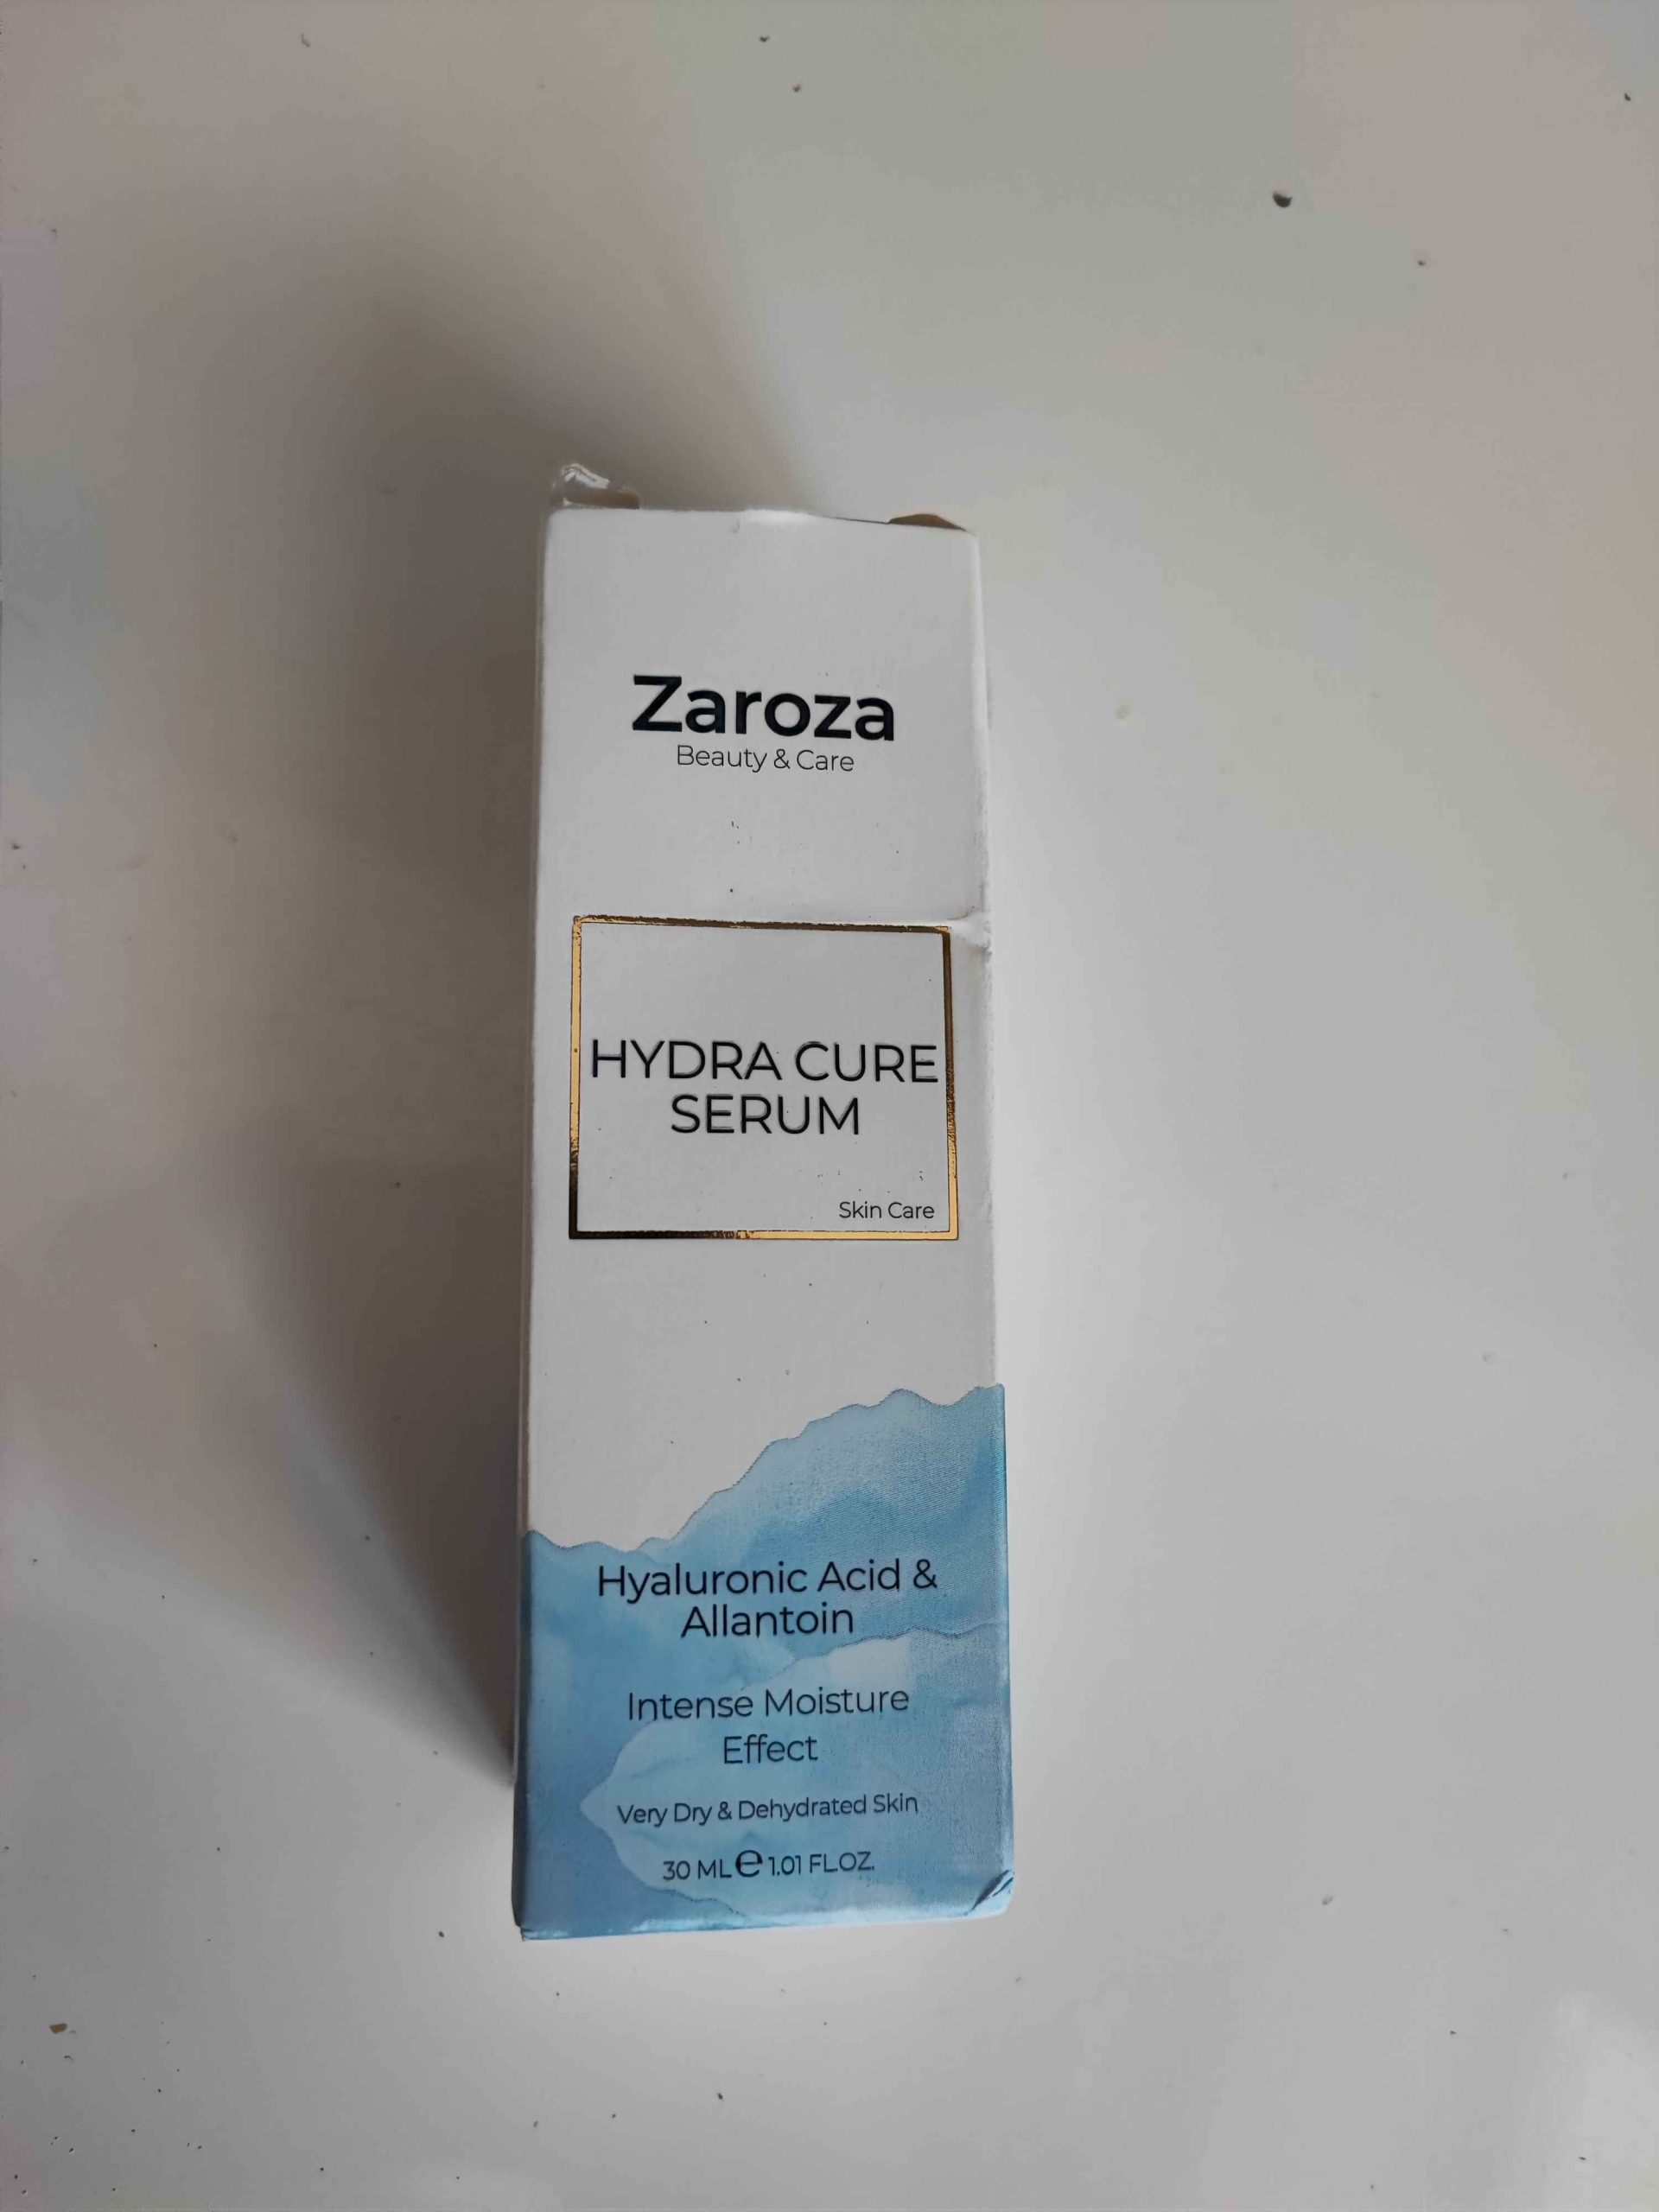 Zaroza
Beauty & Care
HYDRA CURE
SERUM
Skin Care
Hyaluronic Acid &
Allantoin
Intense Moisture
Effect
Very Dry & Dehydrated Skin
30 ML e 1.01 FL.OZ.